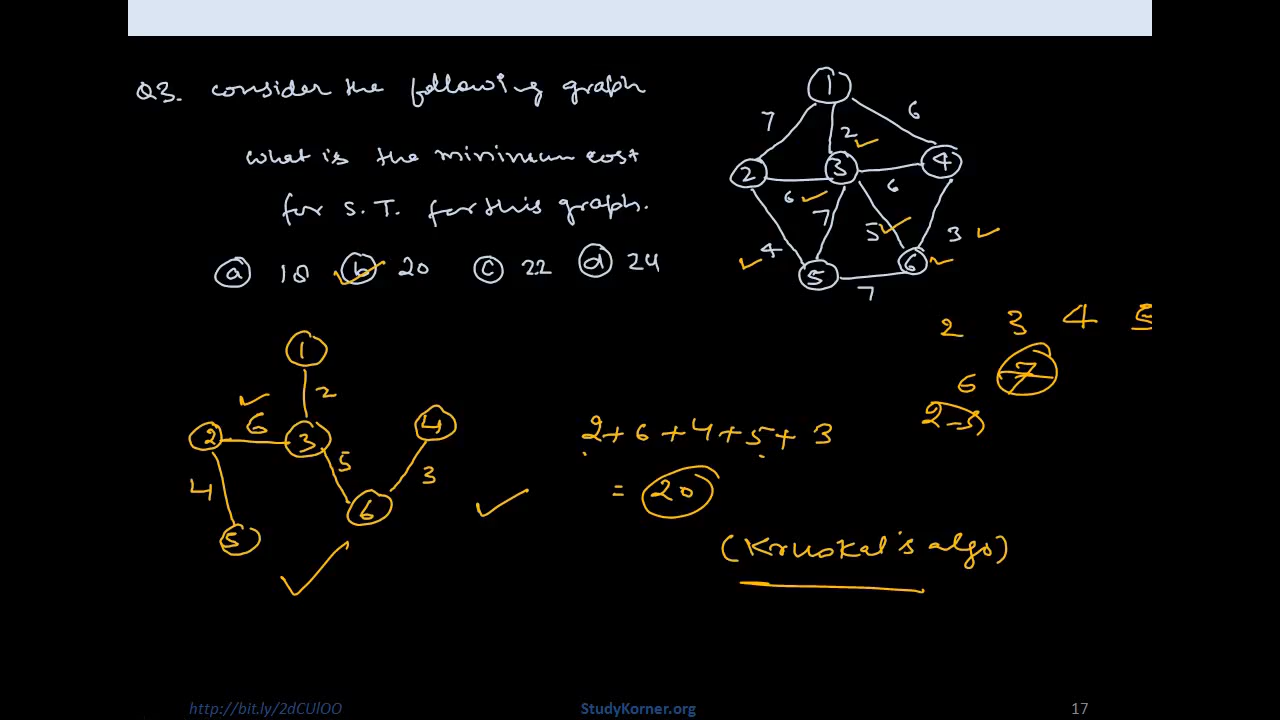 Q3. consider the following graph
what is the minimum cost
for S.T. for this graph.
(a) 18 (b) 20 (c) 22 (d) 24
1
7 2 6
2 3 4
6 6
7 5 3
4
5 6
7
2 3 4 5
6 7
2-3
1
2
6
2 3 4
5 3
4
6
5
2+6+4+5+3
= 20
(Kruskal's algo)
http://bit.ly/2dCUlOO StudyKorner.org 17